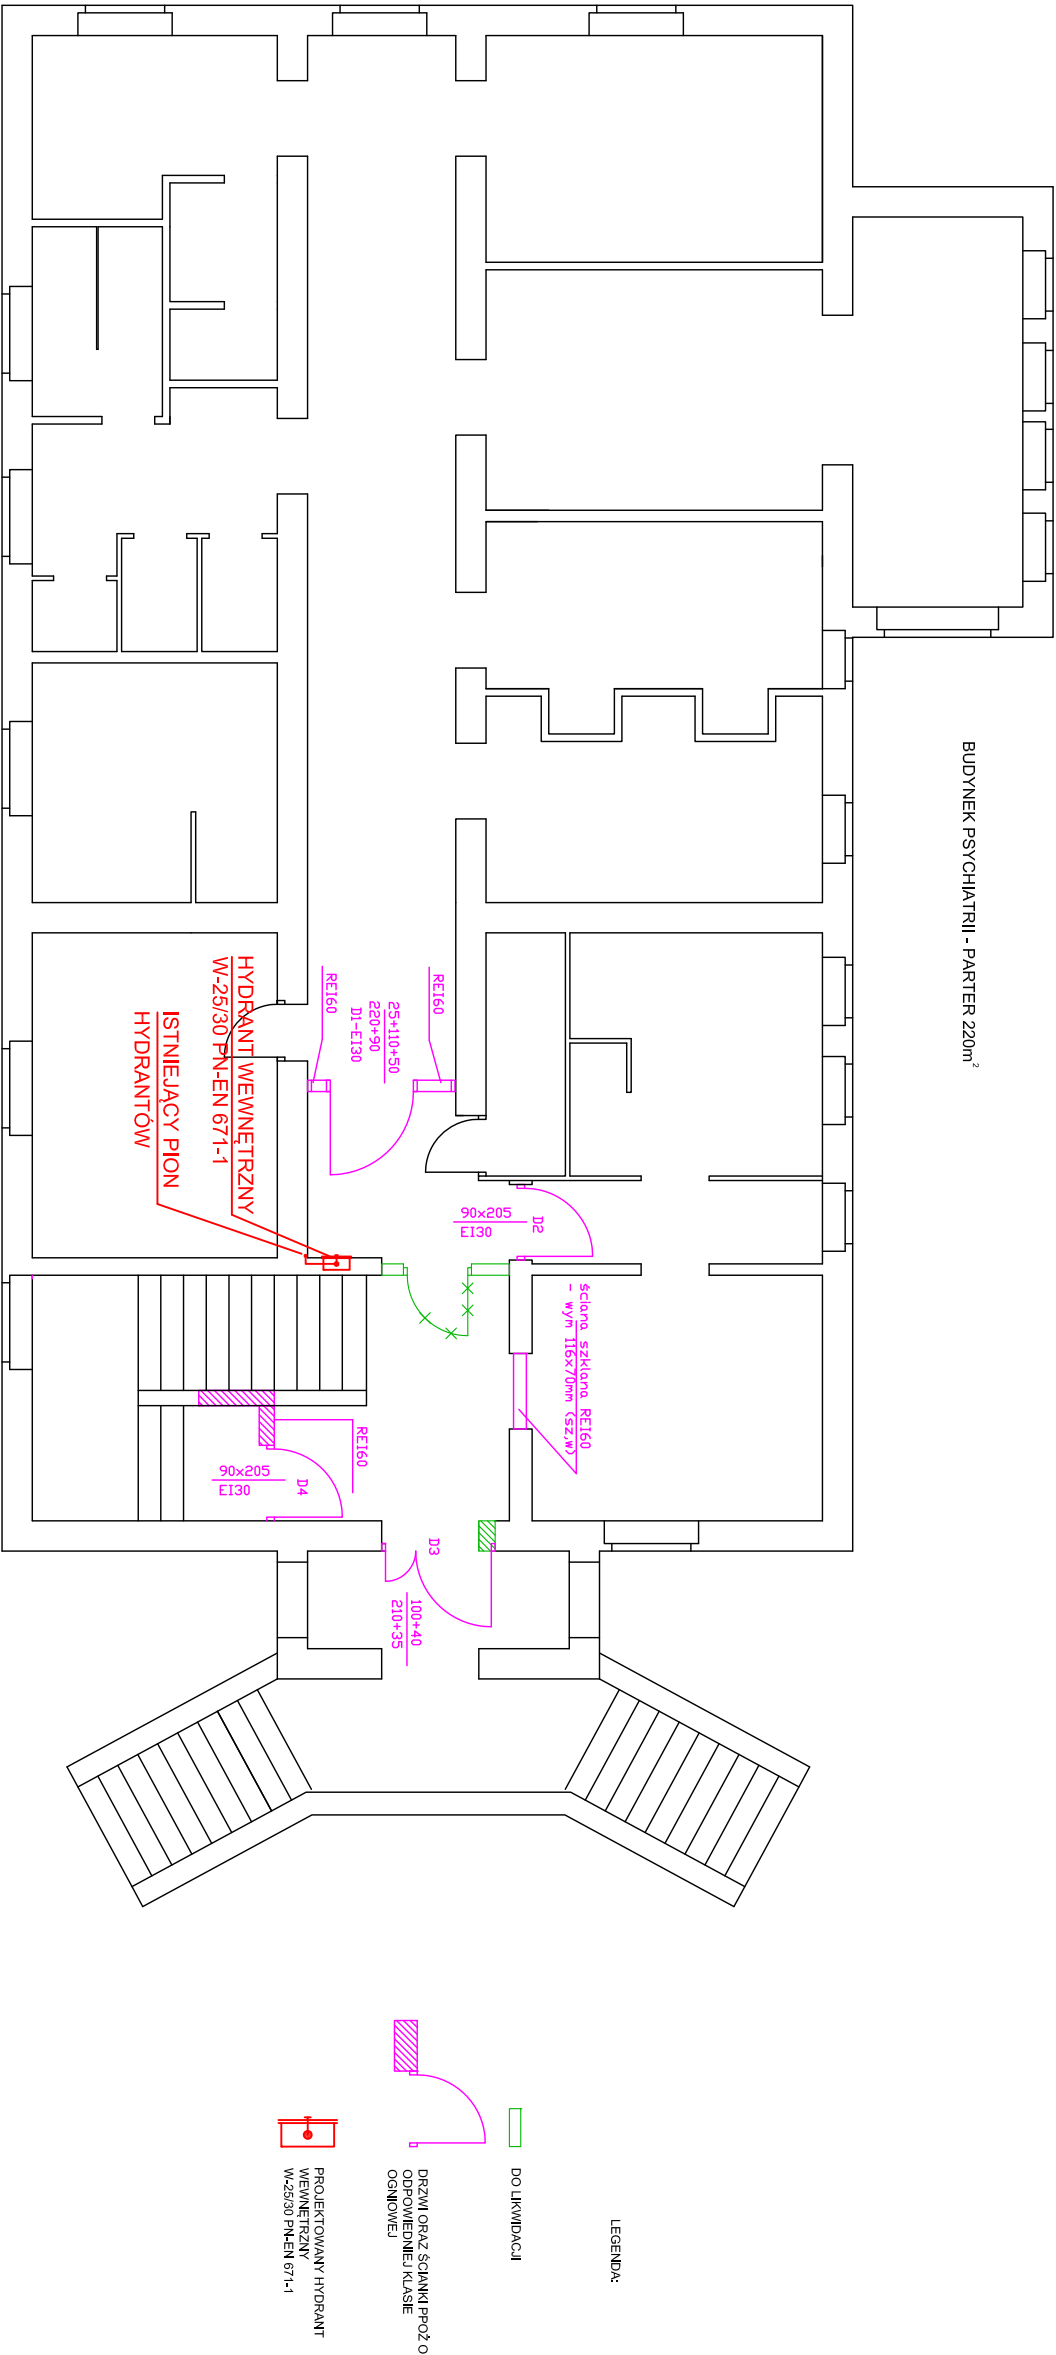 BUDYNEK PSYCHIATRII - PARTER 220m²
REI60
25+110+50
220+90
D1-EI30
REI60
HYDRANT WEWNĘTRZNY
W-25/30 PN-EN 671-1
ISTNIEJĄCY PION
HYDRANTÓW
D2
90x205
EI30
ściana szklana REI60
- wym 116x70mm (sz,w)
REI60
D4
90x205
EI30
D3
100+40
210+35
LEGENDA:
DO LIKWIDACJI
DRZWI ORAZ ŚCIANKI PPOŻ O
ODPOWIEDNIEJ KLASIE
OGNIOWEJ
PROJEKTOWANY HYDRANT
WEWNĘTRZNY
W-25/30 PN-EN 671-1